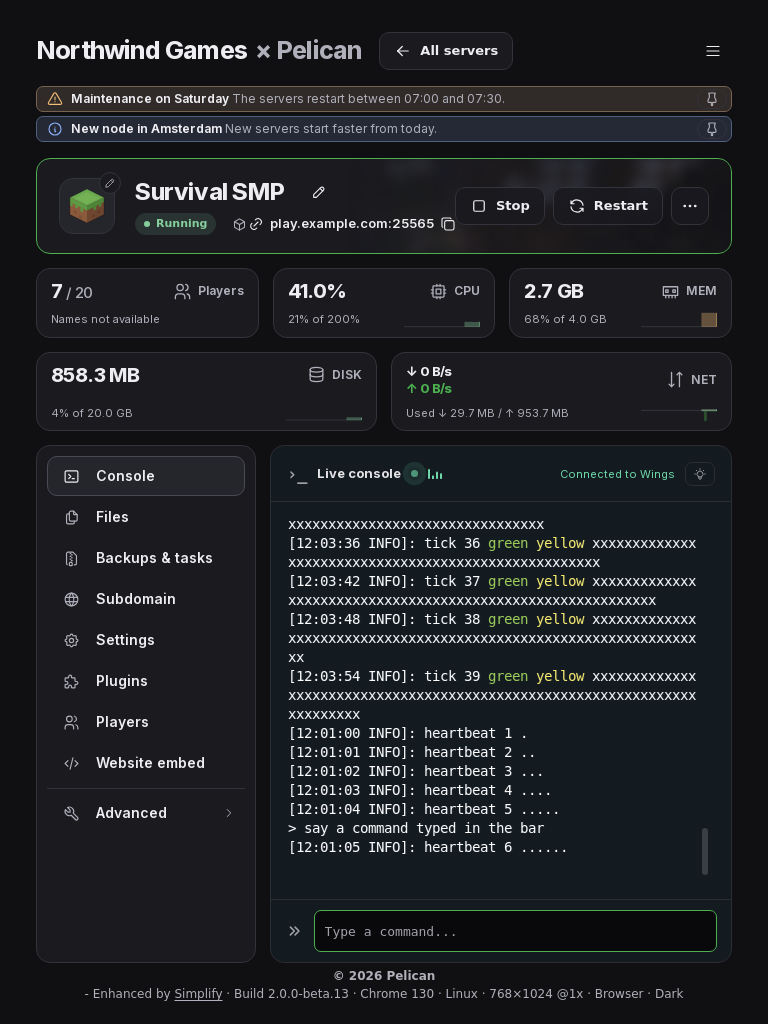 Northwind Games × Pelican
All servers
Maintenance on Saturday The servers restart between 07:00 and 07:30.
New node in Amsterdam New servers start faster from today.
Survival SMP
Running
play.example.com:25565
Stop
Restart
7 / 20
Players
Names not available
41.0%
CPU
21% of 200%
2.7 GB
MEM
68% of 4.0 GB
858.3 MB
DISK
4% of 20.0 GB
↓ 0 B/s
↑ 0 B/s
NET
Used ↓ 29.7 MB / ↑ 953.7 MB
Console
Files
Backups & tasks
Subdomain
Settings
Plugins
Players
Website embed
Advanced
Live console
Connected to Wings
xxxxxxxxxxxxxxxxxxxxxxxxxxxxxxxx
[12:03:36 INFO]: tick 36 green yellow xxxxxxxxxxxxx
xxxxxxxxxxxxxxxxxxxxxxxxxxxxxxxxxxxxxxx
[12:03:42 INFO]: tick 37 green yellow xxxxxxxxxxxxx
xxxxxxxxxxxxxxxxxxxxxxxxxxxxxxxxxxxxxxxxxxxxxx
[12:03:48 INFO]: tick 38 green yellow xxxxxxxxxxxxx
xxxxxxxxxxxxxxxxxxxxxxxxxxxxxxxxxxxxxxxxxxxxxxxxxxx
xx
[12:03:54 INFO]: tick 39 green yellow xxxxxxxxxxxxx
xxxxxxxxxxxxxxxxxxxxxxxxxxxxxxxxxxxxxxxxxxxxxxxxxxx
xxxxxxxxx
[12:01:00 INFO]: heartbeat 1 .
[12:01:01 INFO]: heartbeat 2 ..
[12:01:02 INFO]: heartbeat 3 ...
[12:01:03 INFO]: heartbeat 4 ....
[12:01:04 INFO]: heartbeat 5 .....
> say a command typed in the bar
[12:01:05 INFO]: heartbeat 6 ......
Type a command...
© 2026 Pelican
- Enhanced by Simplify · Build 2.0.0-beta.13 · Chrome 130 · Linux · 768×1024 @1x · Browser · Dark